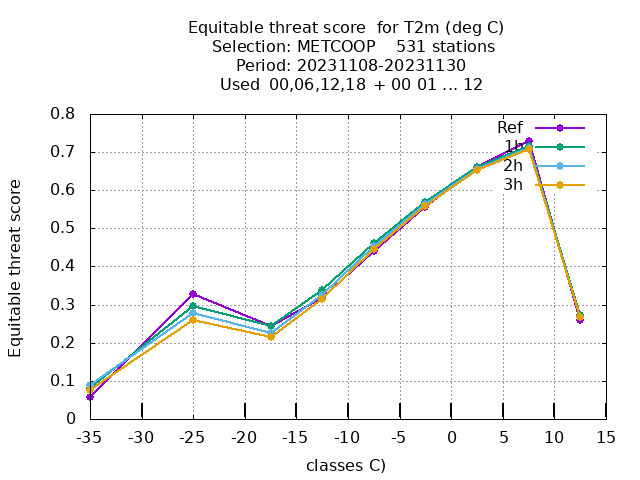 Equitable threat score for T2m (deg C)
Selection: METCOOP 531 stations
Period: 20231108-20231130
Used 00,06,12,18 + 00 01 ... 12
Equitable threat score
0.8
0.7
0.6
0.5
0.4
0.3
0.2
0.1
0
Ref
1h
2h
3h
-35 -30 -25 -20 -15 -10 -5 0 5 10 15
classes C)